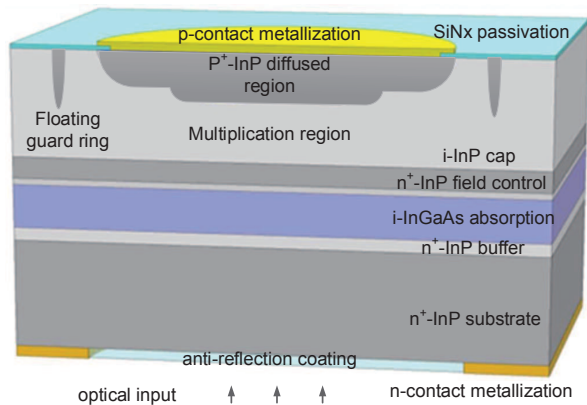 p-contact metallization
SiNx passivation
P⁺-InP diffused
region
Floating
guard ring
Multiplication region
i-InP cap
n⁺-InP field control
i-InGaAs absorption
n⁺-InP buffer
n⁺-InP substrate
anti-reflection coating
optical input
n-contact metallization